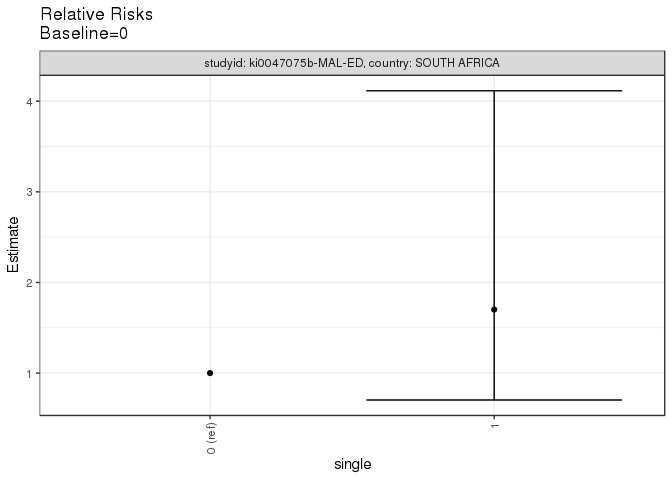 Relative Risks
Baseline=0
studyid: ki0047075b-MAL-ED, country: SOUTH AFRICA
4
3
2
1
Estimate
0 (ref)
1
single